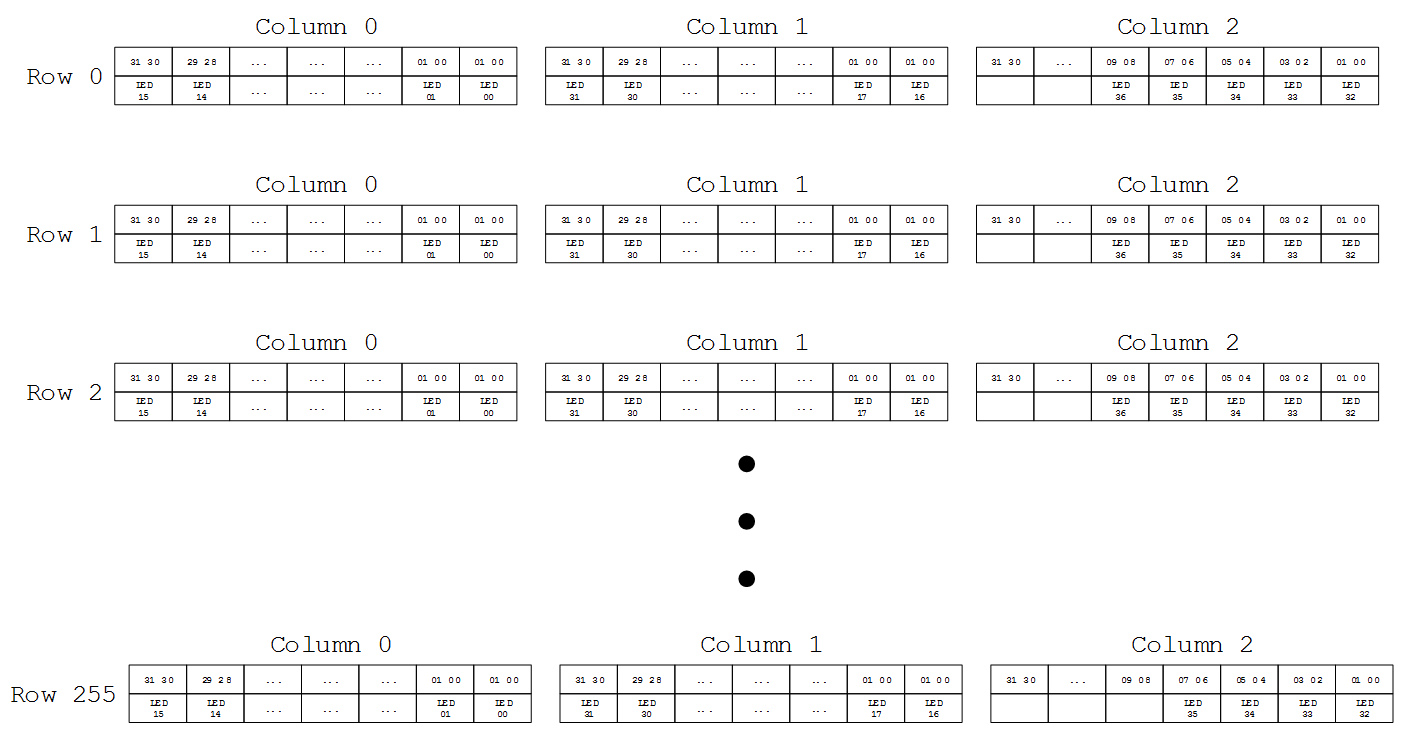 Column 0 Column 1 Column 2
Row 0
31 30 29 28 ... ... ... 01 00 01 00 31 30 29 28 ... ... ... 01 00 01 00 31 30 ... 09 08 07 06 05 04 03 02 01 00
LED 15 LED 14 ... ... ... LED 01 LED 00 LED 31 LED 30 ... ... ... LED 17 LED 16 LED 36 LED 35 LED 34 LED 33 LED 32
Column 0 Column 1 Column 2
Row 1
31 30 29 28 ... ... ... 01 00 01 00 31 30 29 28 ... ... ... 01 00 01 00 31 30 ... 09 08 07 06 05 04 03 02 01 00
LED 15 LED 14 ... ... ... LED 01 LED 00 LED 31 LED 30 ... ... ... LED 17 LED 16 LED 36 LED 35 LED 34 LED 33 LED 32
Column 0 Column 1 Column 2
Row 2
31 30 29 28 ... ... ... 01 00 01 00 31 30 29 28 ... ... ... 01 00 01 00 31 30 ... 09 08 07 06 05 04 03 02 01 00
LED 15 LED 14 ... ... ... LED 01 LED 00 LED 31 LED 30 ... ... ... LED 17 LED 16 LED 36 LED 35 LED 34 LED 33 LED 32
Column 0 Column 1 Column 2
Row 255
31 30 29 28 ... ... ... 01 00 01 00 31 30 29 28 ... ... ... 01 00 01 00 31 30 ... 09 08 07 06 05 04 03 02 01 00
LED 15 LED 14 ... ... ... LED 01 LED 00 LED 31 LED 30 ... ... ... LED 17 LED 16 LED 35 LED 34 LED 33 LED 32